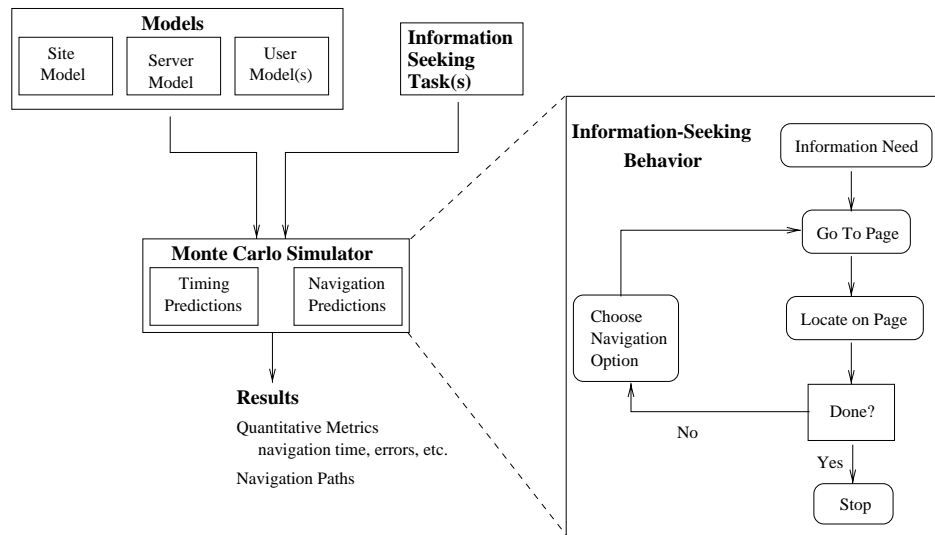 Models
Site
Model
Server
Model
User
Model(s)
Information
Seeking
Task(s)
Monte Carlo Simulator
Timing
Predictions
Navigation
Predictions
Results
Quantitative Metrics
navigation time, errors, etc.
Navigation Paths
Information-Seeking
Behavior
Information Need
Go To Page
Locate on Page
Choose
Navigation
Option
Done?
No
Yes
Stop